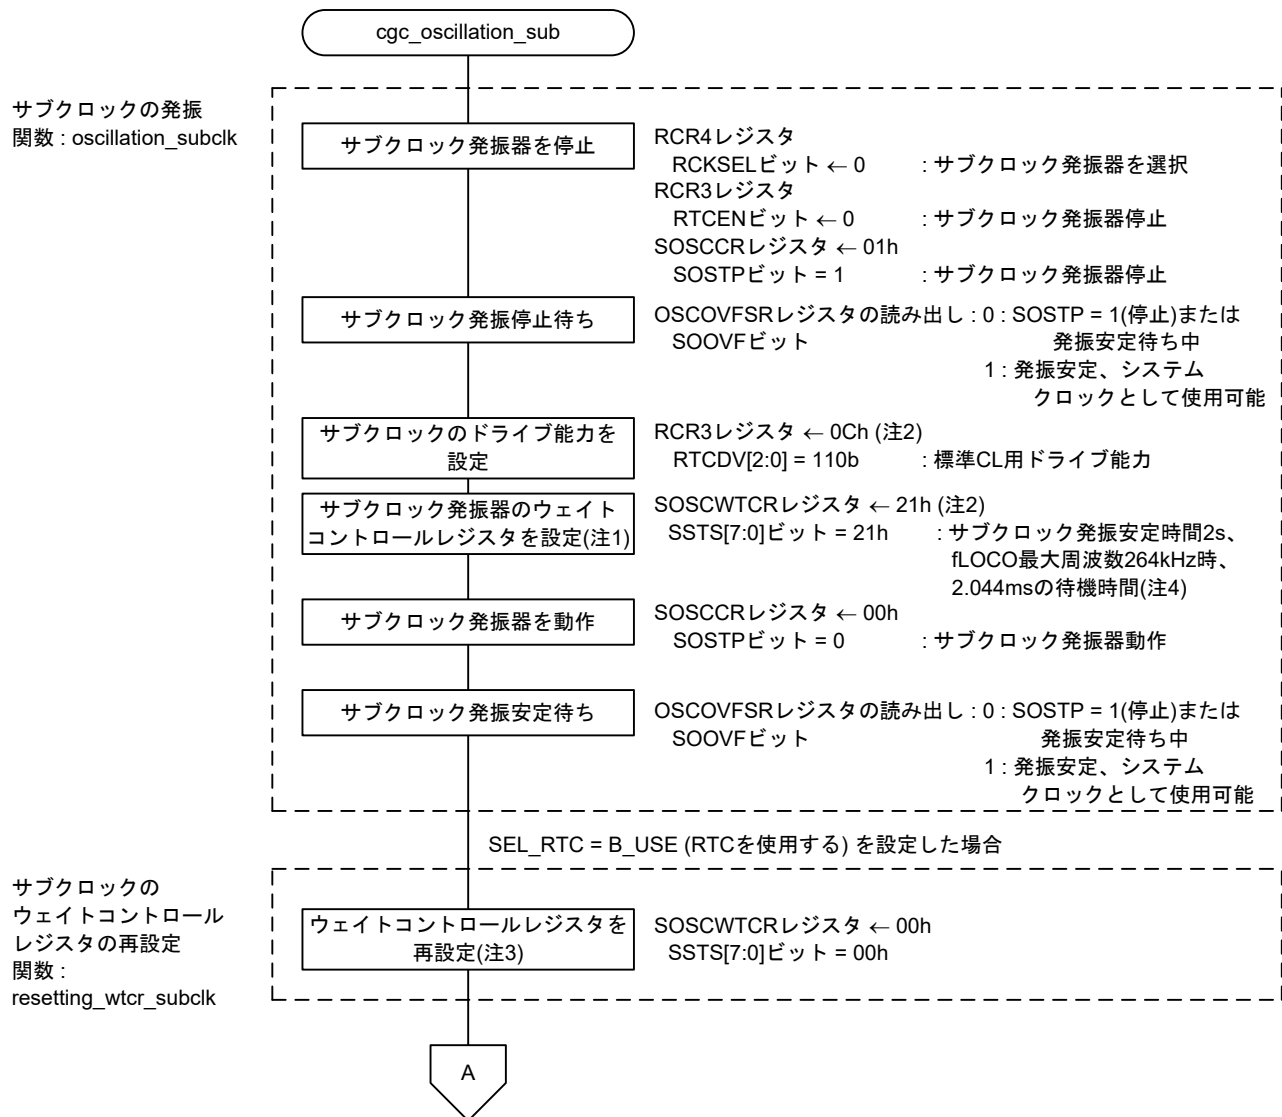 cgc_oscillation_sub
サブクロックの発振
関数 : oscillation_subclk
サブクロック発振器を停止
RCR4レジスタ
RCKSELビット ← 0 : サブクロック発振器を選択
RCR3レジスタ
RTCENビット ← 0 : サブクロック発振器停止
SOSCCRレジスタ ← 01h
SOSTPビット = 1 : サブクロック発振器停止
サブクロック発振停止待ち
OSCOVFSRレジスタの読み出し : 0 : SOSTP = 1(停止)または
SOOVFビット 発振安定待ち中
1 : 発振安定、システム
クロックとして使用可能
サブクロックのドライブ能力を
設定
RCR3レジスタ ← 0Ch (注2)
RTCDV[2:0] = 110b : 標準CL用ドライブ能力
サブクロック発振器のウェイト
コントロールレジスタを設定(注1)
SOSCWTCRレジスタ ← 21h (注2)
SSTS[7:0]ビット = 21h : サブクロック発振安定時間2s、
fLOCO最大周波数264kHz時、
2.044msの待機時間(注4)
サブクロック発振器を動作
SOSCCRレジスタ ← 00h
SOSTPビット = 0 : サブクロック発振器動作
サブクロック発振安定待ち
OSCOVFSRレジスタの読み出し : 0 : SOSTP = 1(停止)または
SOOVFビット 発振安定待ち中
1 : 発振安定、システム
クロックとして使用可能
SEL_RTC = B_USE (RTCを使用する) を設定した場合
サブクロックの
ウェイトコントロール
レジスタの再設定
関数 :
resetting_wtcr_subclk
ウェイトコントロールレジスタを
再設定(注3)
SOSCWTCRレジスタ ← 00h
SSTS[7:0]ビット = 00h
A